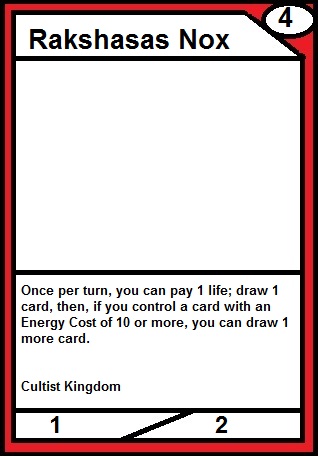 Rakshasas Nox
4
Once per turn, you can pay 1 life; draw 1
card, then, if you control a card with an
Energy Cost of 10 or more, you can draw 1
more card.
Cultist Kingdom
1
2